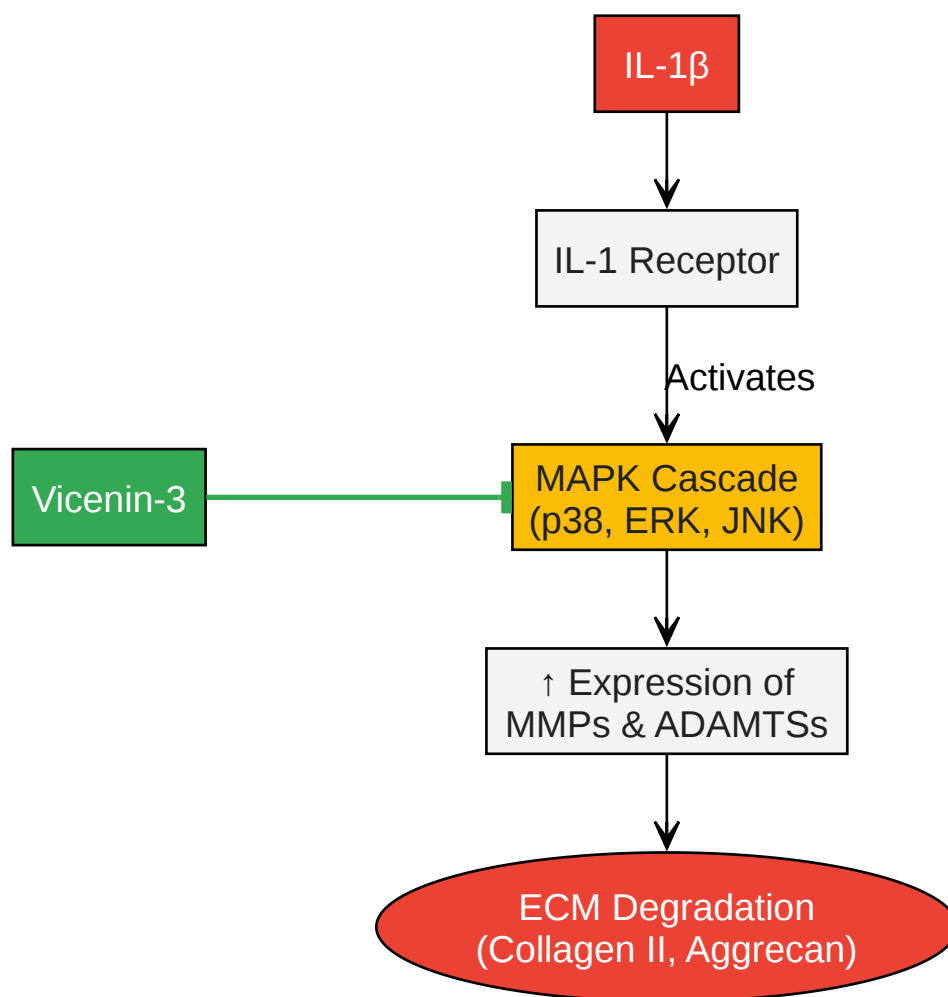 IL-1β
IL-1 Receptor
Activates
Vicenin-3
MAPK Cascade
(p38, ERK, JNK)
↑ Expression of
MMPs & ADAMTSs
ECM Degradation
(Collagen II, Aggrecan)